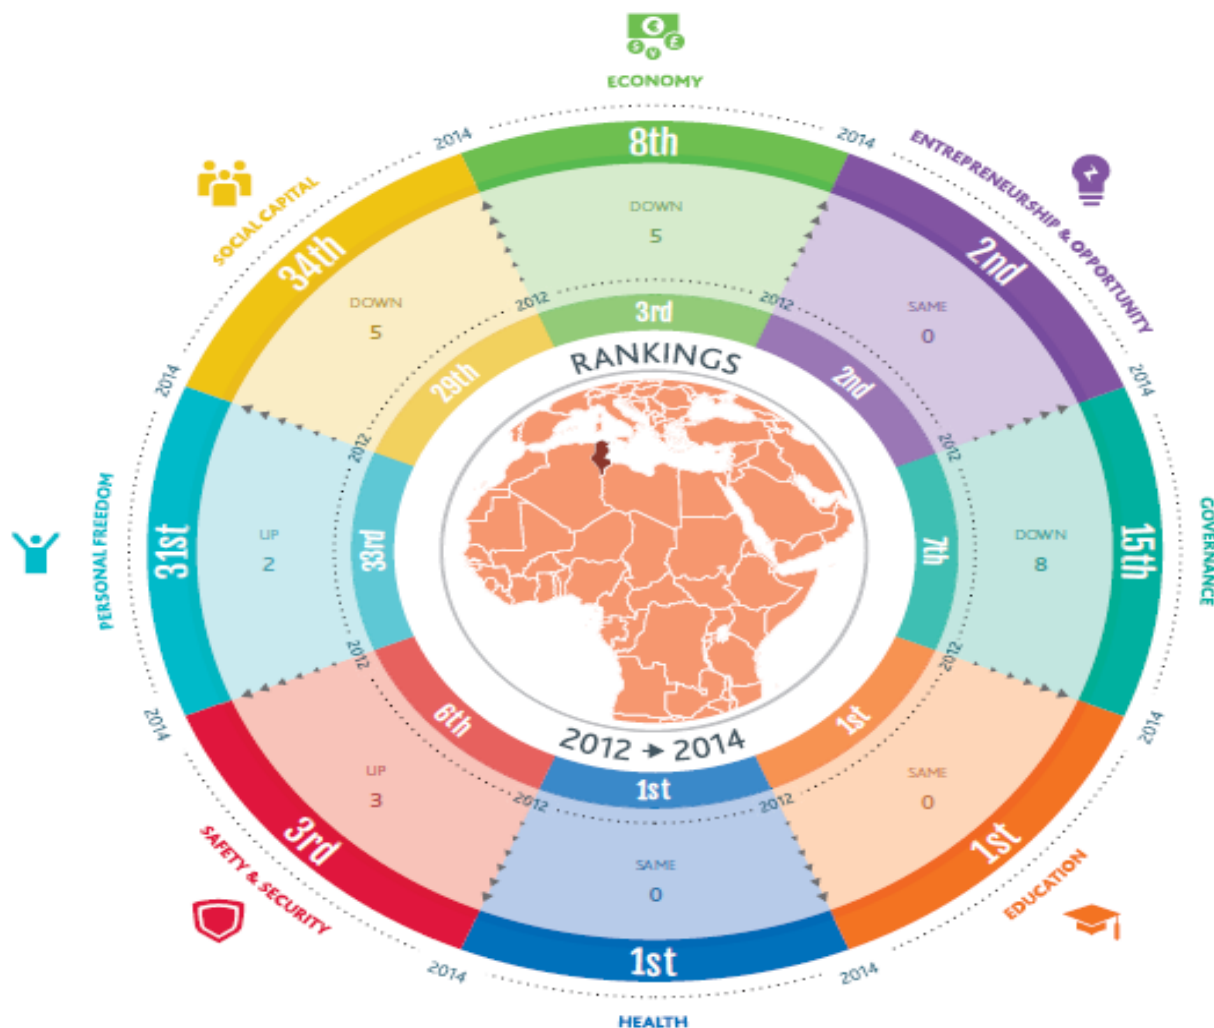 ECONOMY
2014
8th
2014
DOWN
5
2012
3rd
2012
ENTREPRENEURSHIP & OPPORTUNITY
2nd
SAME
0
2nd
2014
2012
GOVERNANCE
15th
DOWN
8
7th
2014
2012
EDUCATION
1st
SAME
0
1st
2014
2012
HEALTH
1st
SAME
0
1st
2014
2012
SAFETY & SECURITY
3rd
UP
3
6th
2014
2012
PERSONAL FREEDOM
31st
UP
2
33rd
2014
2012
SOCIAL CAPITAL
34th
DOWN
5
29th
RANKINGS
2012 → 2014